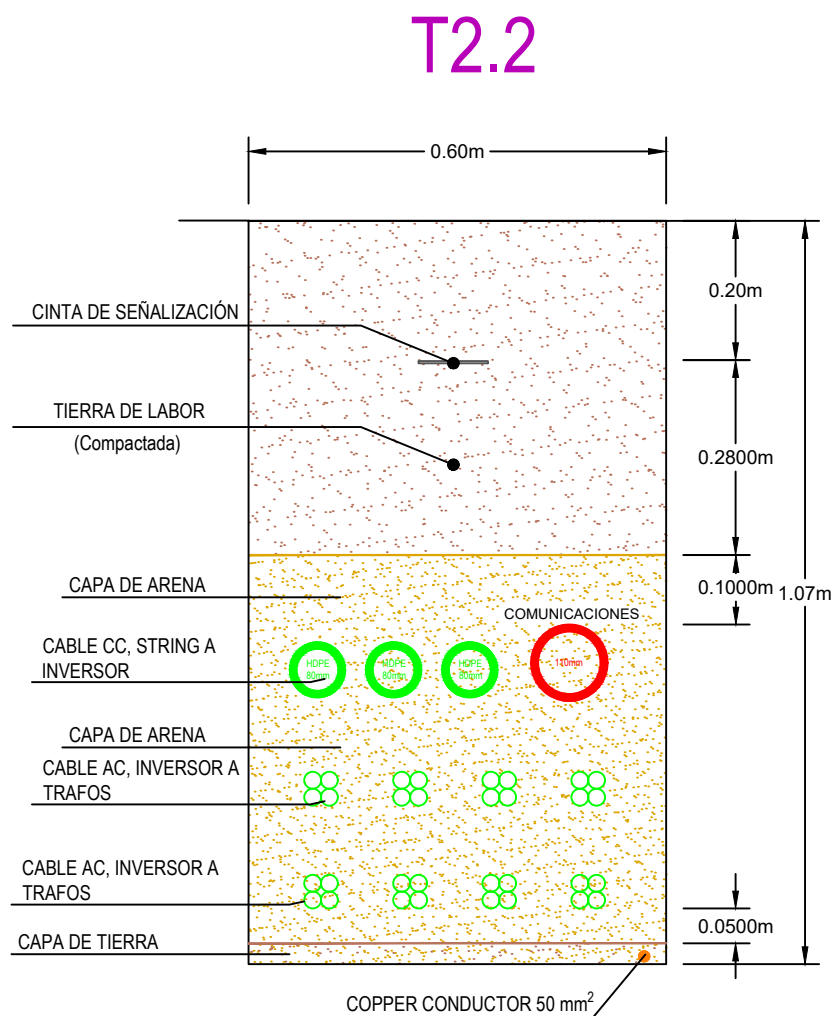 T2.2
0.60m
0.20m
CINTA DE SEÑALIZACIÓN
TIERRA DE LABOR
(Compactada)
0.2800m
CAPA DE ARENA
0.1000m
1.07m
COMUNICACIONES
CABLE CC, STRING A
INVERSOR
HDPE
80mm
HDPE
80mm
HDPE
80mm
110mm
CAPA DE ARENA
CABLE AC, INVERSOR A
TRAFOS
CABLE AC, INVERSOR A
TRAFOS
0.0500m
CAPA DE TIERRA
COPPER CONDUCTOR 50 mm²